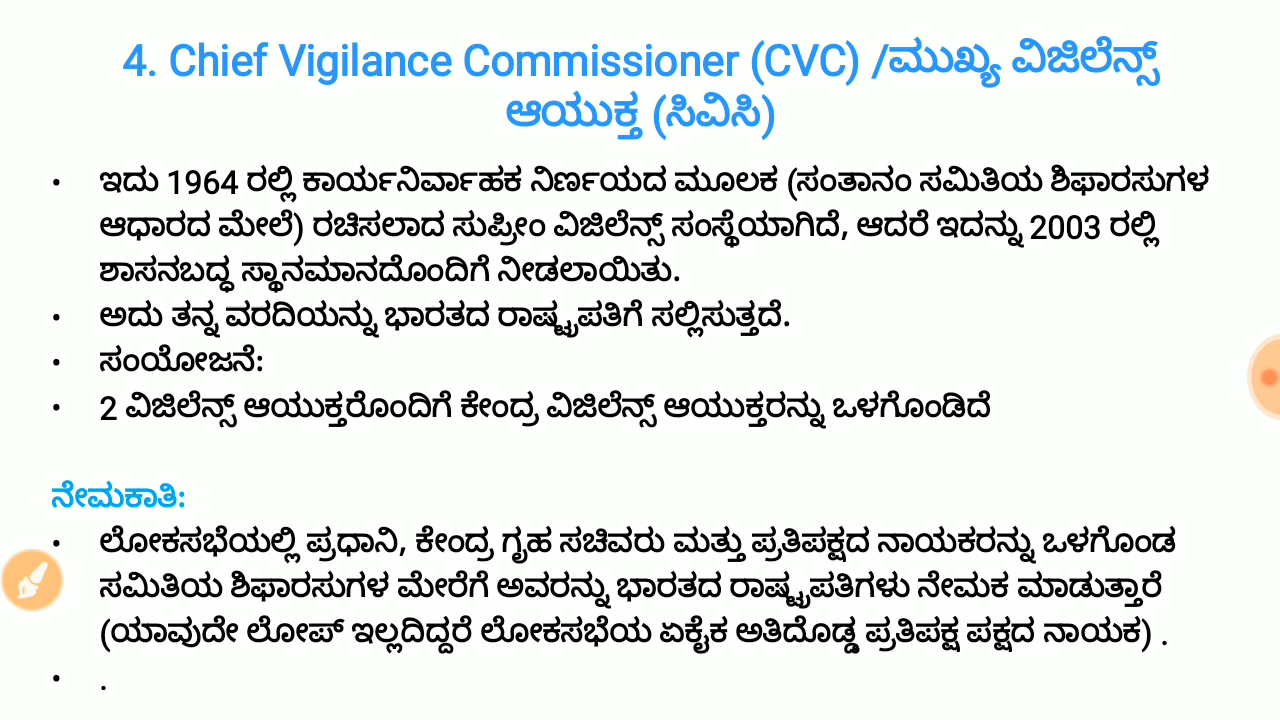 4. Chief Vigilance Commissioner (CVC) /ಮುಖ್ಯ ವಿಜಿಲೆನ್ಸ್
ಆಯುಕ್ತ (ಸಿವಿಸಿ)
• ಇದು 1964 ರಲ್ಲಿ ಕಾರ್ಯನಿರ್ವಾಹಕ ನಿರ್ಣಯದ ಮೂಲಕ (ಸಂತಾನಂ ಸಮಿತಿಯ ಶಿಫಾರಸುಗಳ
ಆಧಾರದ ಮೇಲೆ) ರಚಿಸಲಾದ ಸುಪ್ರೀಂ ವಿಜಿಲೆನ್ಸ್ ಸಂಸ್ಥೆಯಾಗಿದೆ, ಆದರೆ ಇದನ್ನು 2003 ರಲ್ಲಿ
ಶಾಸನಬದ್ಧ ಸ್ಥಾನಮಾನದೊಂದಿಗೆ ನೀಡಲಾಯಿತು.
• ಅದು ತನ್ನ ವರದಿಯನ್ನು ಭಾರತದ ರಾಷ್ಟ್ರಪತಿಗೆ ಸಲ್ಲಿಸುತ್ತದೆ.
• ಸಂಯೋಜನೆ:
• 2 ವಿಜಿಲೆನ್ಸ್ ಆಯುಕ್ತರೊಂದಿಗೆ ಕೇಂದ್ರ ವಿಜಿಲೆನ್ಸ್ ಆಯುಕ್ತರನ್ನು ಒಳಗೊಂಡಿದೆ
ನೇಮಕಾತಿ:
• ಲೋಕಸಭೆಯಲ್ಲಿ ಪ್ರಧಾನಿ, ಕೇಂದ್ರ ಗೃಹ ಸಚಿವರು ಮತ್ತು ಪ್ರತಿಪಕ್ಷದ ನಾಯಕರನ್ನು ಒಳಗೊಂಡ
ಸಮಿತಿಯ ಶಿಫಾರಸುಗಳ ಮೇರೆಗೆ ಅವರನ್ನು ಭಾರತದ ರಾಷ್ಟ್ರಪತಿಗಳು ನೇಮಕ ಮಾಡುತ್ತಾರೆ
(ಯಾವುದೇ ಲೋಪ್ ಇಲ್ಲದಿದ್ದರೆ ಲೋಕಸಭೆಯ ಏಕೈಕ ಅತಿದೊಡ್ಡ ಪ್ರತಿಪಕ್ಷ ಪಕ್ಷದ ನಾಯಕ) .
• .